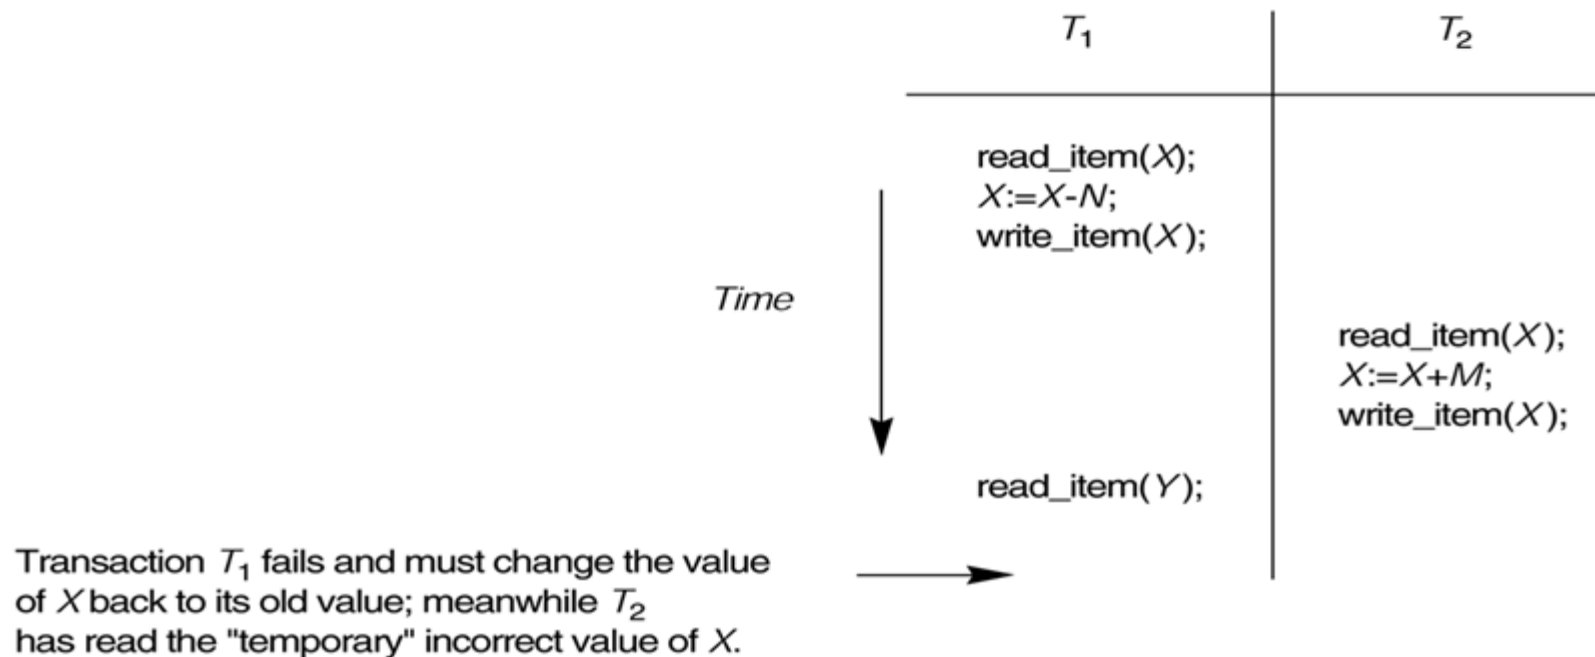 T₁ T₂
read_item(X);
X:=X-N;
write_item(X);
Time
read_item(X);
X:=X+M;
write_item(X);
read_item(Y);
Transaction T₁ fails and must change the value
of X back to its old value; meanwhile T₂
has read the "temporary" incorrect value of X.